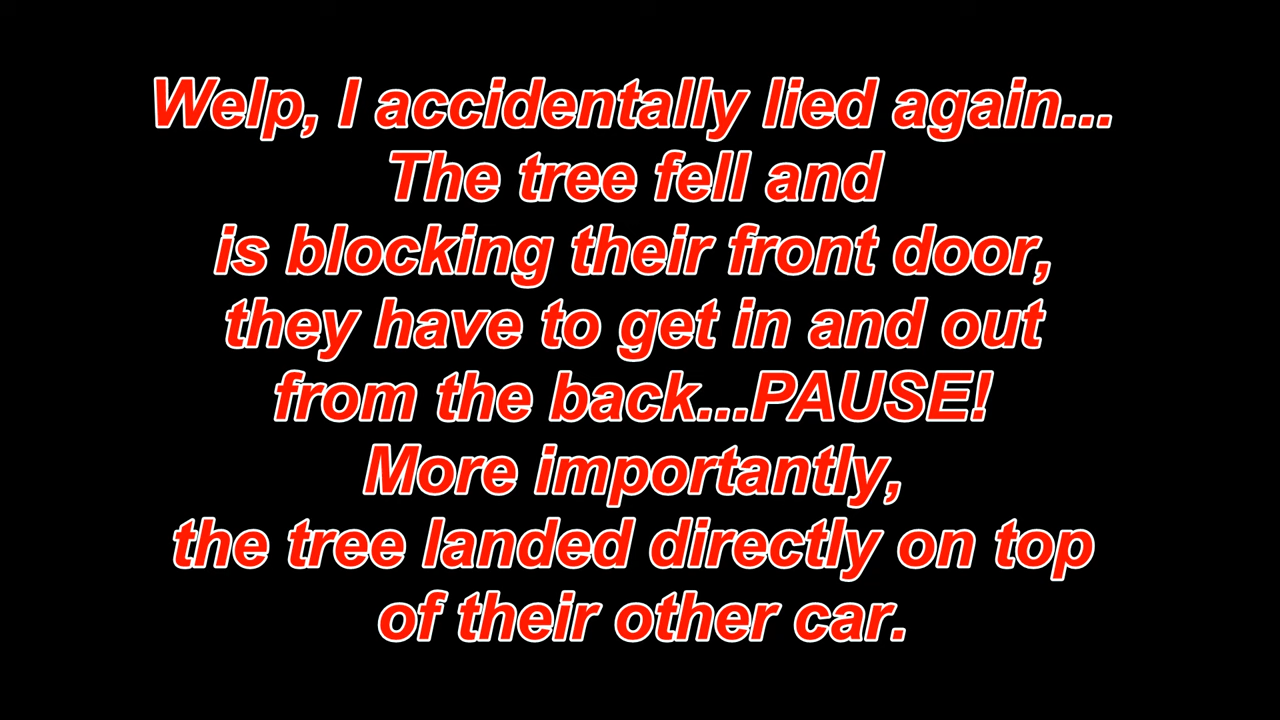 Welp, I accidentally lied again...
The tree fell and
is blocking their front door,
they have to get in and out
from the back...PAUSE!
More importantly,
the tree landed directly on top
of their other car.